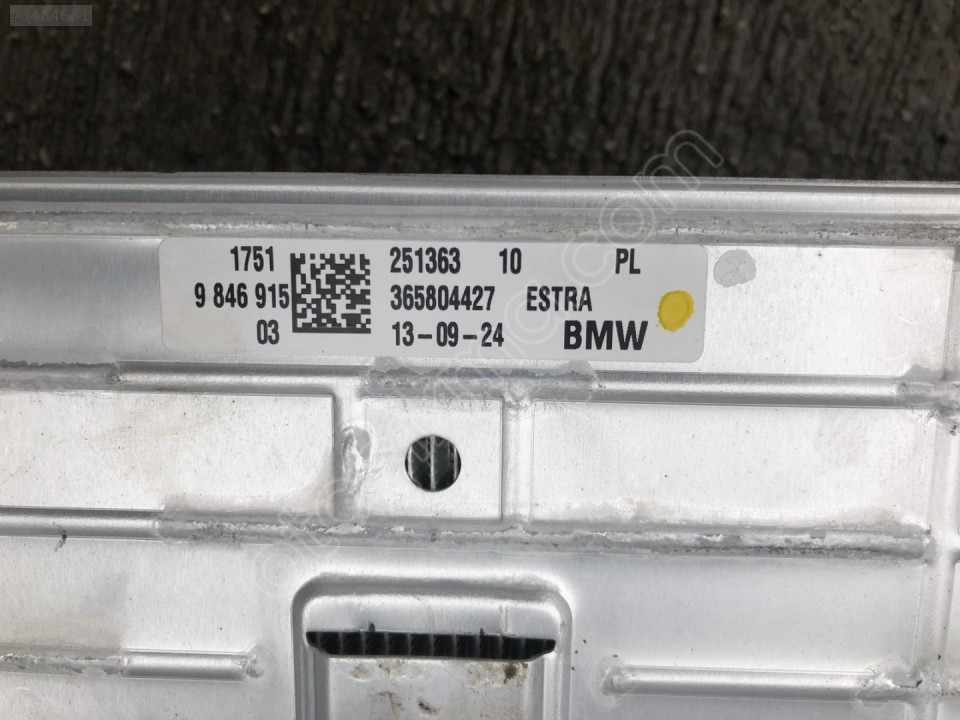 1751 251363 10 PL
9 846 915 365804427 ESTRA
03 13-09-24 BMW